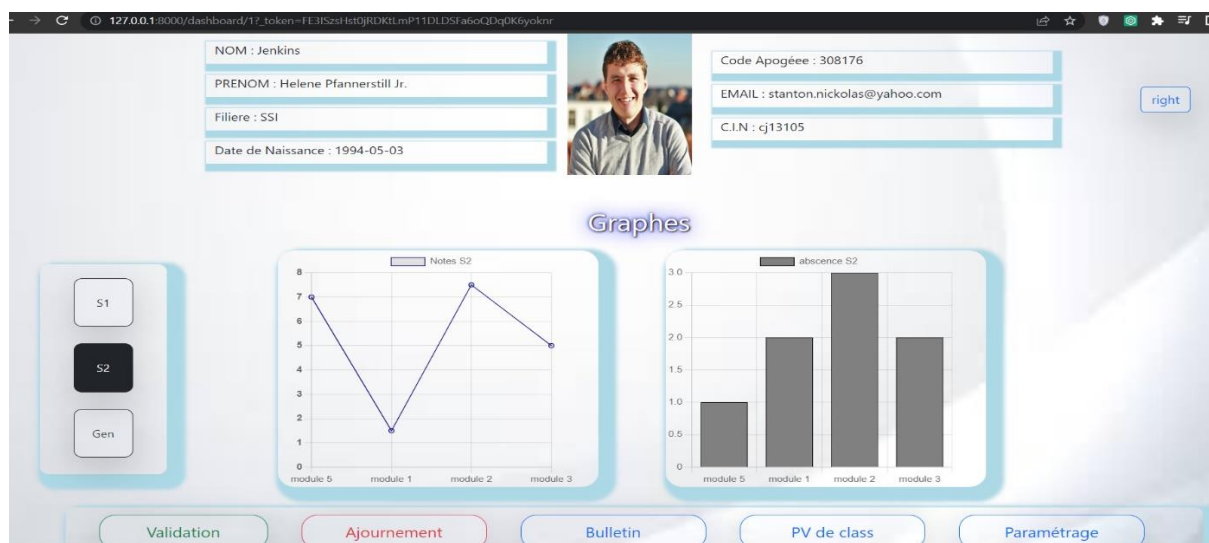 127.0.0.1:8000/dashboard/1?_token=FE3ISzsHst0jRDKtLmP11DLDSFa6oQDq0K6yoknr
NOM : Jenkins
PRENOM : Helene Pfannerstill Jr.
Filiere : SSI
Date de Naissance : 1994-05-03
Code Apogéee : 308176
EMAIL : stanton.nickolas@yahoo.com
C.I.N : cj13105
right
Graphes
S1
S2
Gen
Notes S2
8
7
6
5
4
3
2
1
0
module 5 module 1 module 2 module 3
abscence S2
3.0
2.5
2.0
1.5
1.0
0.5
0
module 5 module 1 module 2 module 3
Validation Ajournement Bulletin PV de class Paramétrage